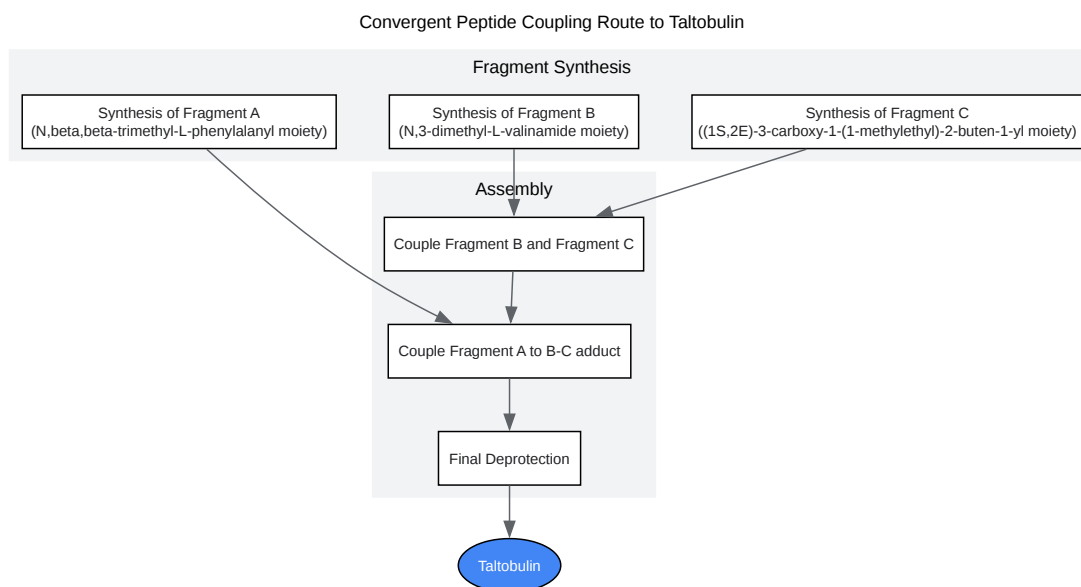 Convergent Peptide Coupling Route to Taltobulin
Fragment Synthesis
Synthesis of Fragment A
(N,beta,beta-trimethyl-L-phenylalanyl moiety)
Synthesis of Fragment B
(N,3-dimethyl-L-valinamide moiety)
Synthesis of Fragment C
((1S,2E)-3-carboxy-1-(1-methylethyl)-2-buten-1-yl moiety)
Assembly
Couple Fragment B and Fragment C
Couple Fragment A to B-C adduct
Final Deprotection
Taltobulin